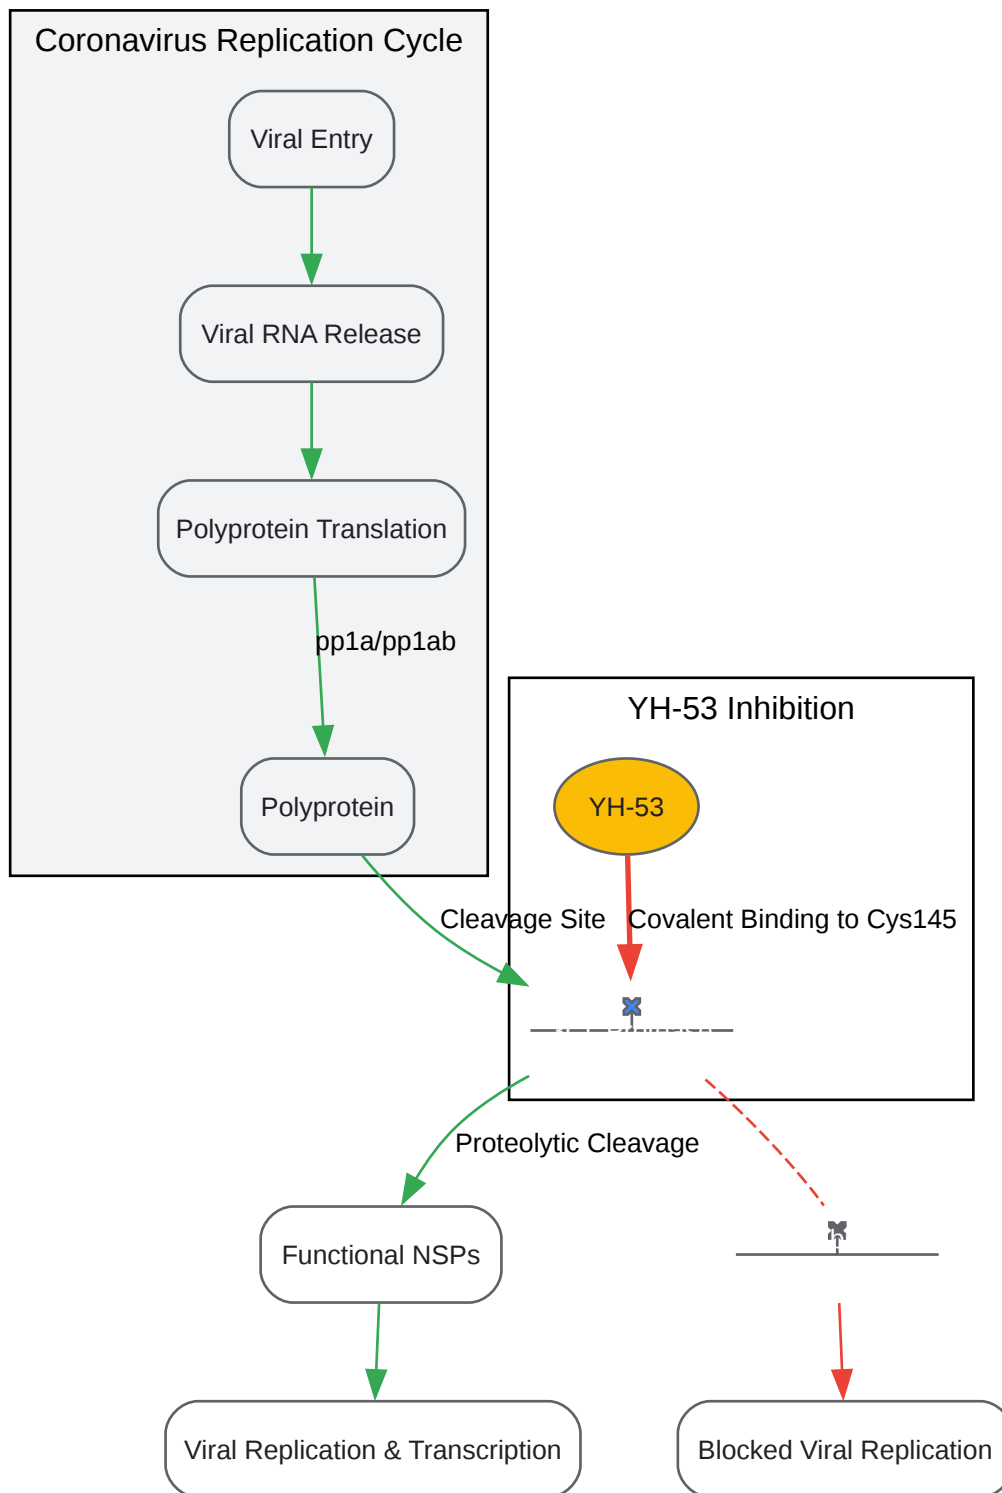 Coronavirus Replication Cycle
Viral Entry
Viral RNA Release
Polyprotein Translation
pp1a/pp1ab
YH-53 Inhibition
Polyprotein
YH-53
Cleavage Site
Covalent Binding to Cys145
Proteolytic Cleavage
Functional NSPs
Viral Replication & Transcription
Blocked Viral Replication